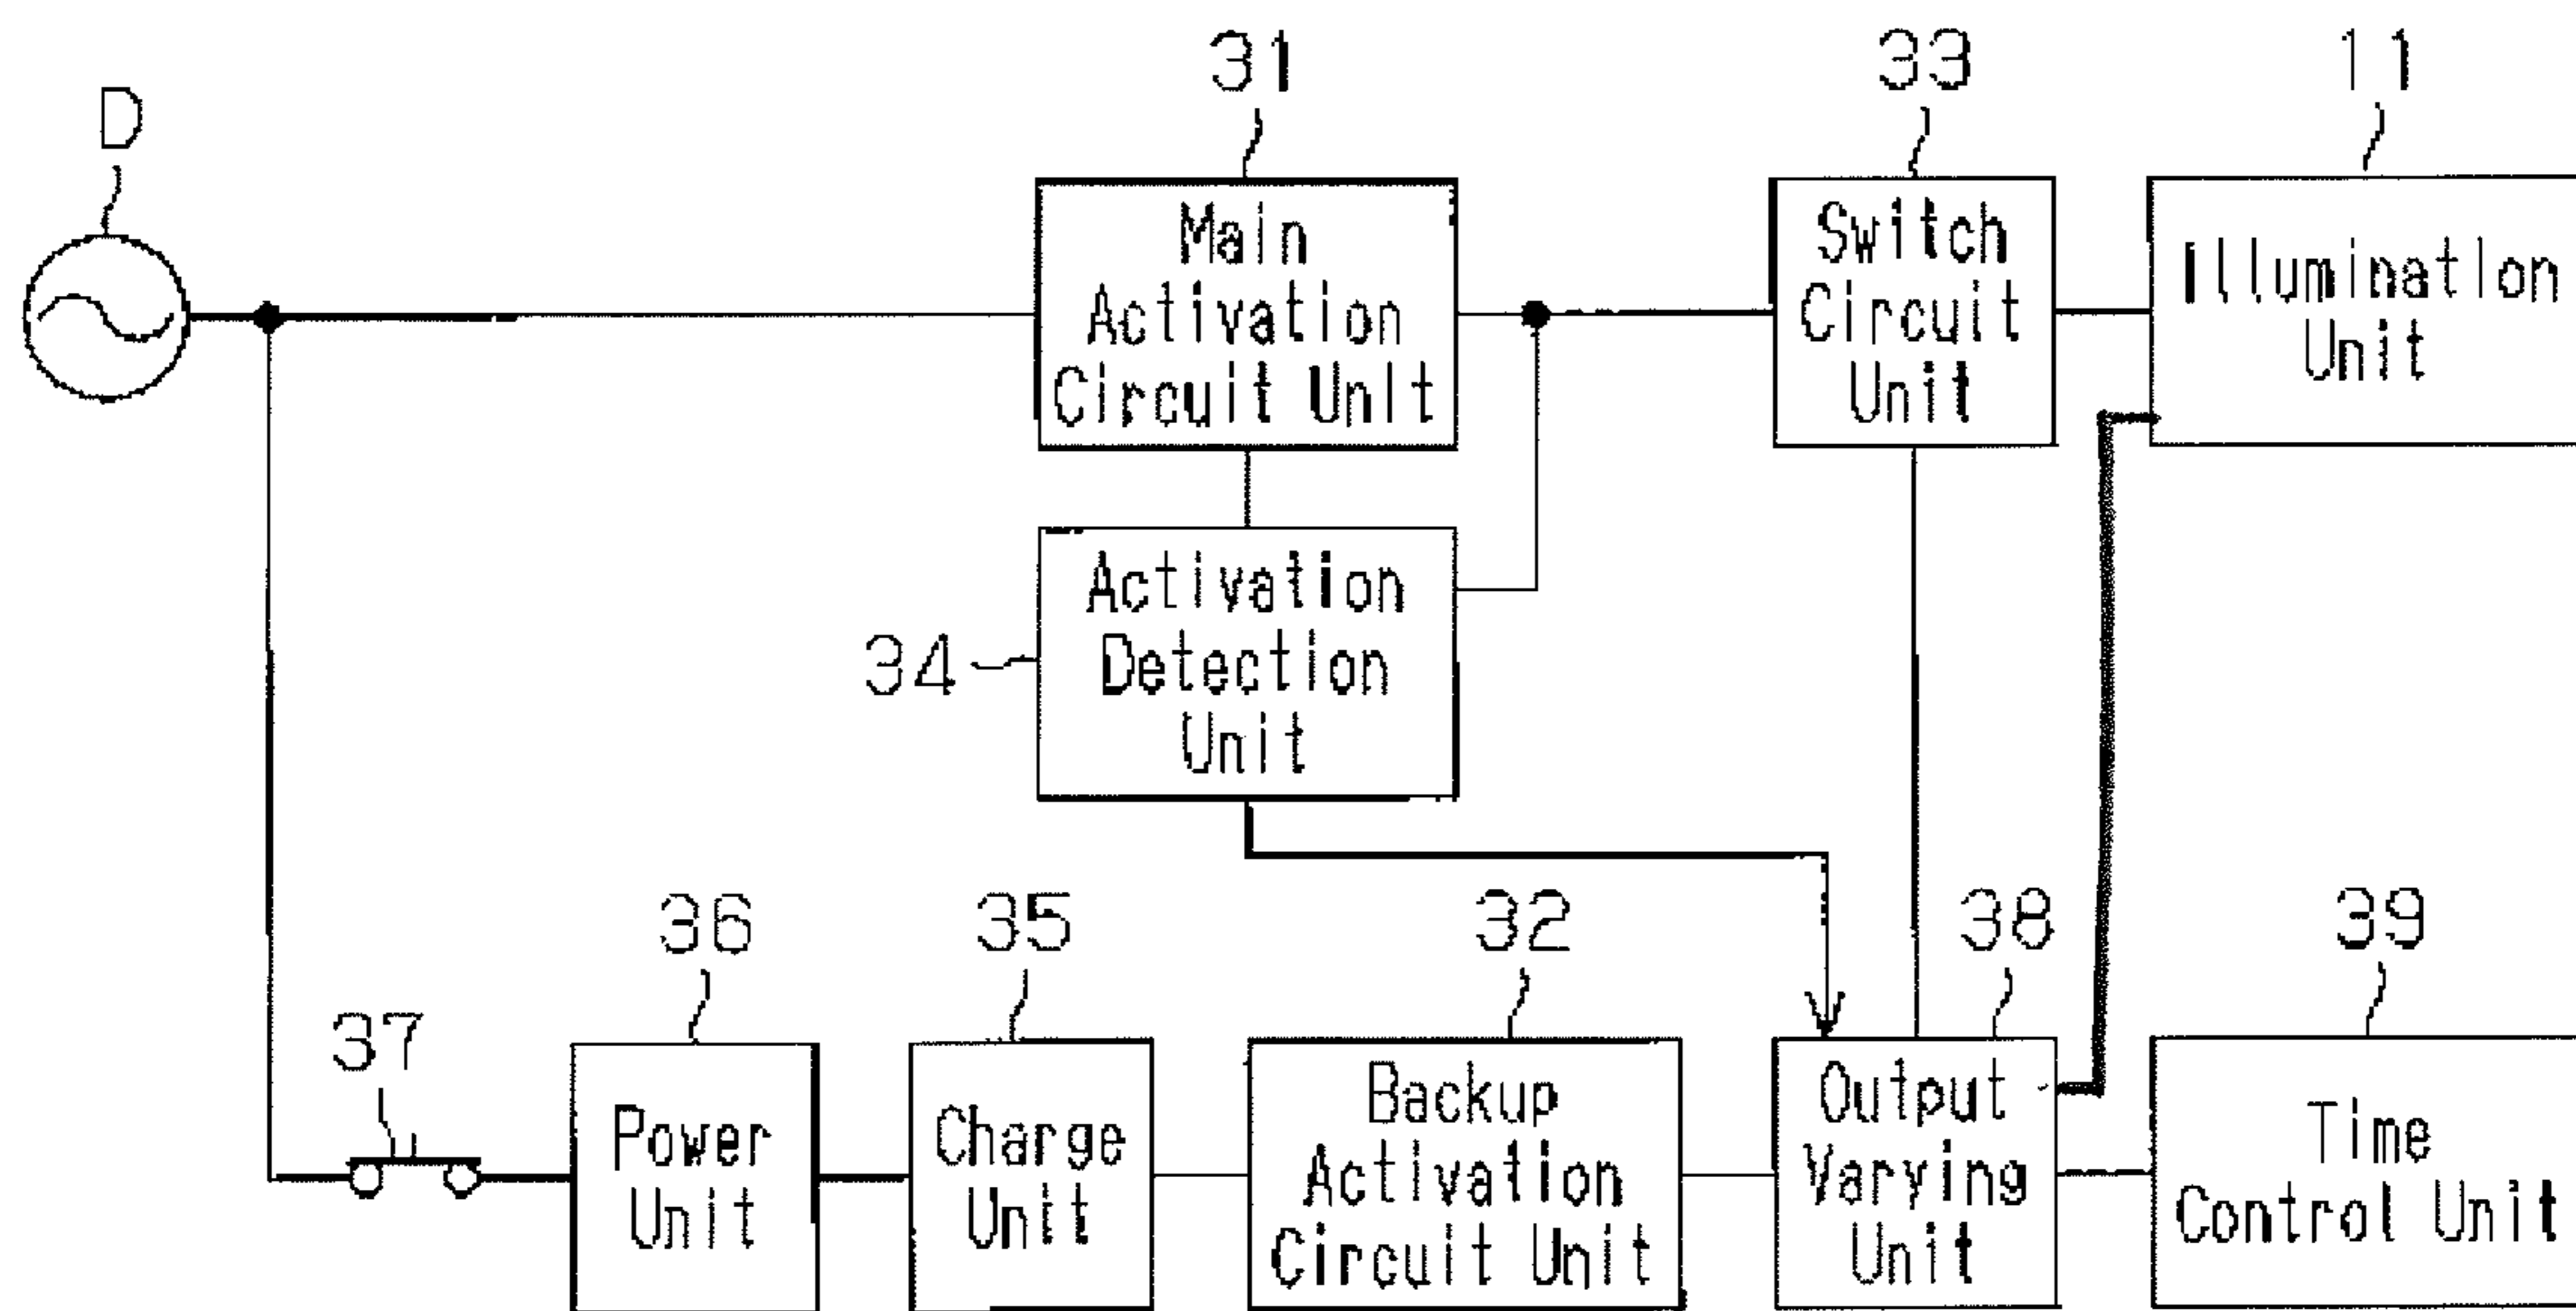 D
31
33
11
Main
Activation
Circuit Unit
Switch
Circuit
Unit
Illumination
Unit
34
Activation
Detection
Unit
36
35
32
38
39
37
Power
Unit
Charge
Unit
Backup
Activation
Circuit Unit
Output
Varying
Unit
Time
Control Unit